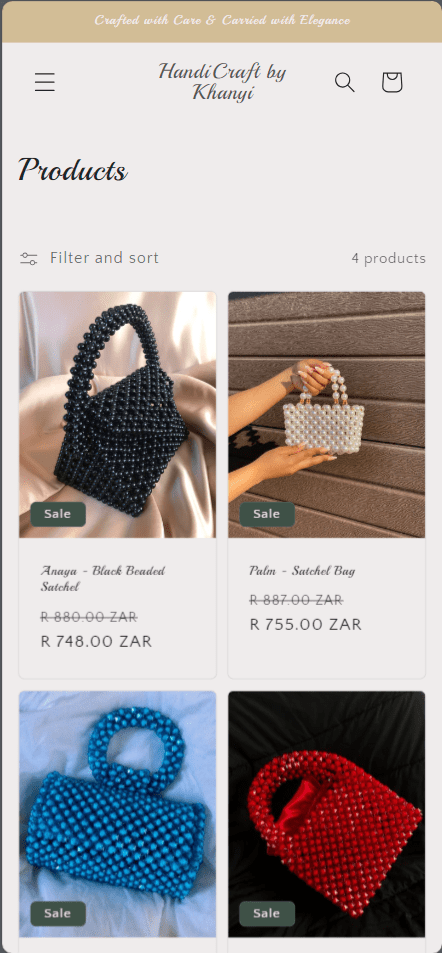 Crafted with Care & Carried with Elegance
HandiCraft by
Khanyi
Products
Filter and sort
4 products
Sale
Sale
Anaya - Black Beaded
Satchel
R 880.00 ZAR
R 748.00 ZAR
Palm - Satchel Bag
R 887.00 ZAR
R 755.00 ZAR
Sale
Sale